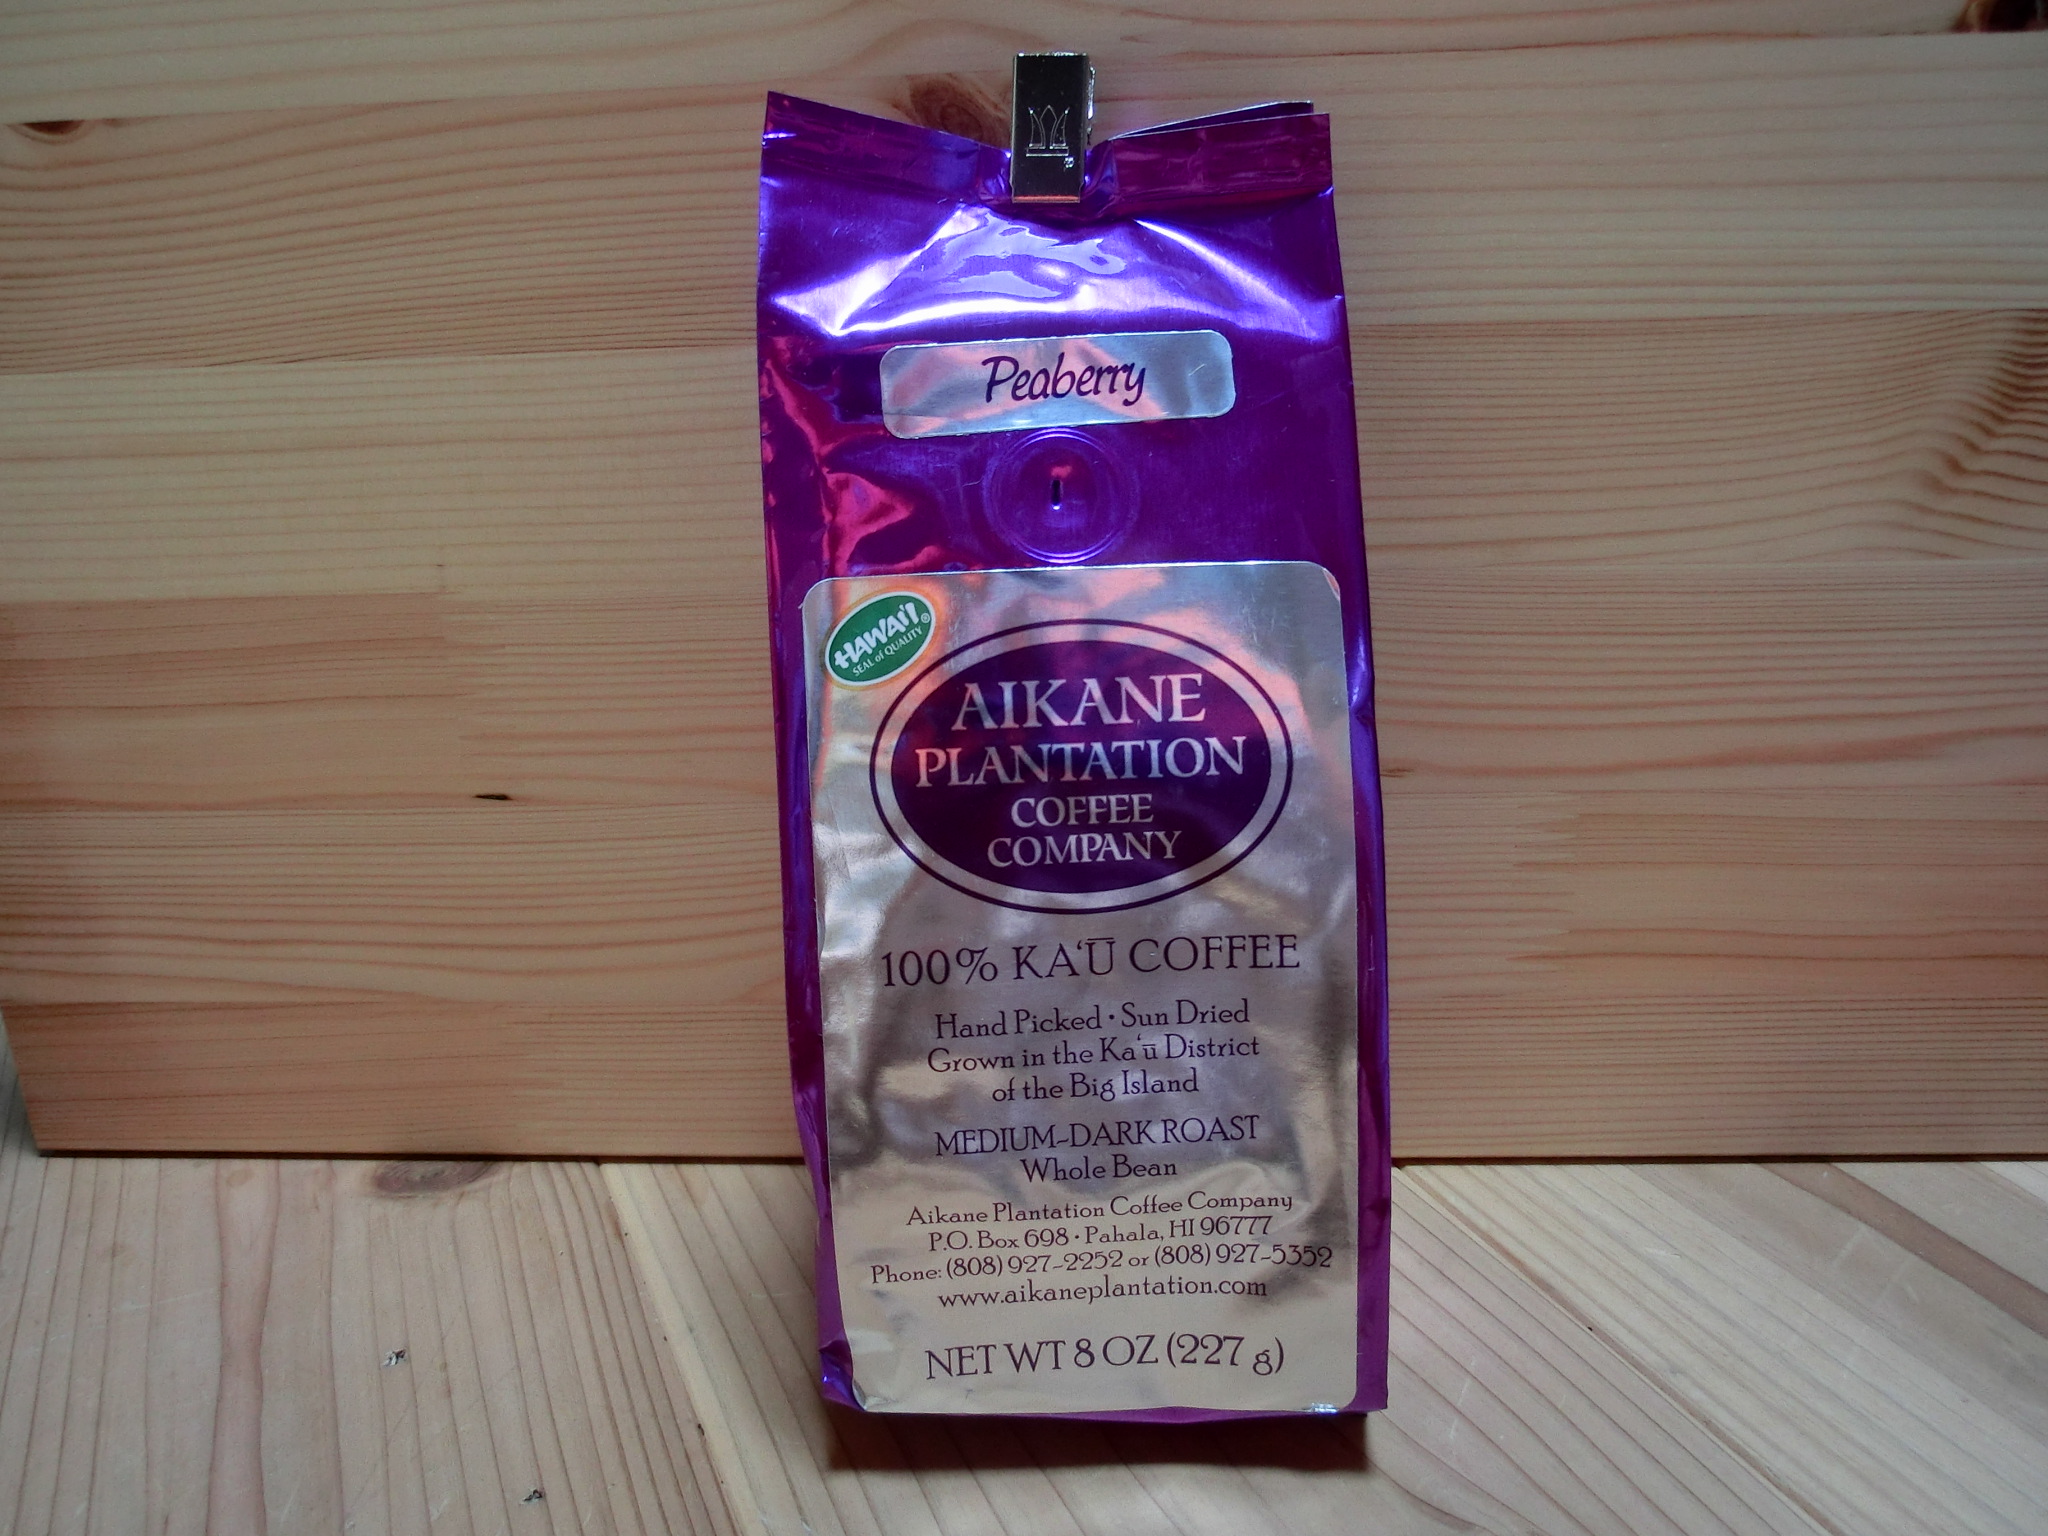 Peaberry
HAWAI'I®
SEAL of QUALITY
AIKANE
PLANTATION
COFFEE
COMPANY
100% KA‘Ū COFFEE
Hand Picked • Sun Dried
Grown in the Ka‘ū District
of the Big Island
MEDIUM-DARK ROAST
Whole Bean
Aikane Plantation Coffee Company
P.O. Box 698 • Pahala, HI 96777
Phone: (808) 927-2252 or (808) 927-5352
www.aikaneplantation.com
NET WT 8 OZ (227 g)